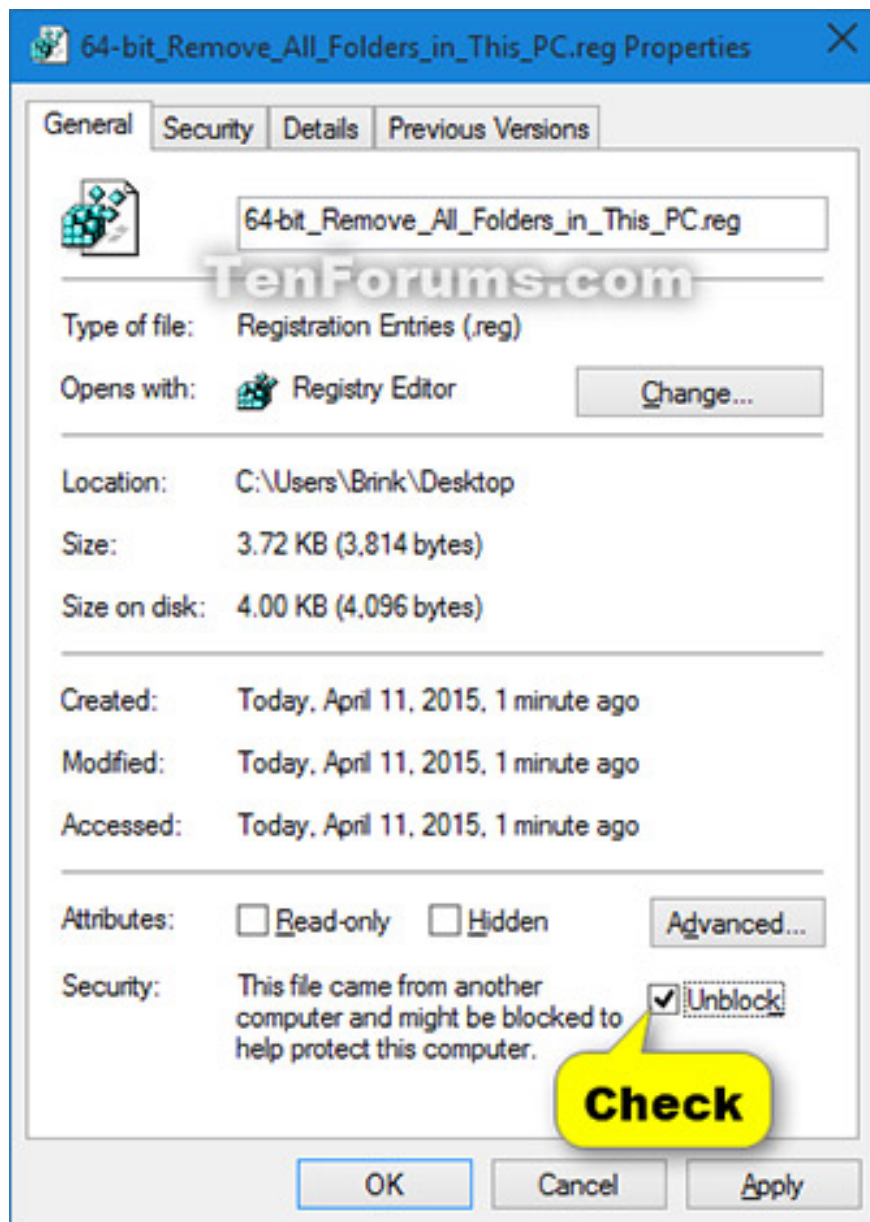 64-bit_Remove_All_Folders_in_This_PC.reg Properties
General Security Details Previous Versions
64-bit_Remove_All_Folders_in_This_PC.reg
TenForums.com
Type of file: Registration Entries (.reg)
Opens with: Registry Editor Change...
Location: C:\Users\Brink\Desktop
Size: 3.72 KB (3,814 bytes)
Size on disk: 4.00 KB (4,096 bytes)
Created: Today, April 11, 2015, 1 minute ago
Modified: Today, April 11, 2015, 1 minute ago
Accessed: Today, April 11, 2015, 1 minute ago
Attributes: Read-only Hidden Advanced...
Security: This file came from another
computer and might be blocked to
help protect this computer.
Unblock
Check
OK Cancel Apply